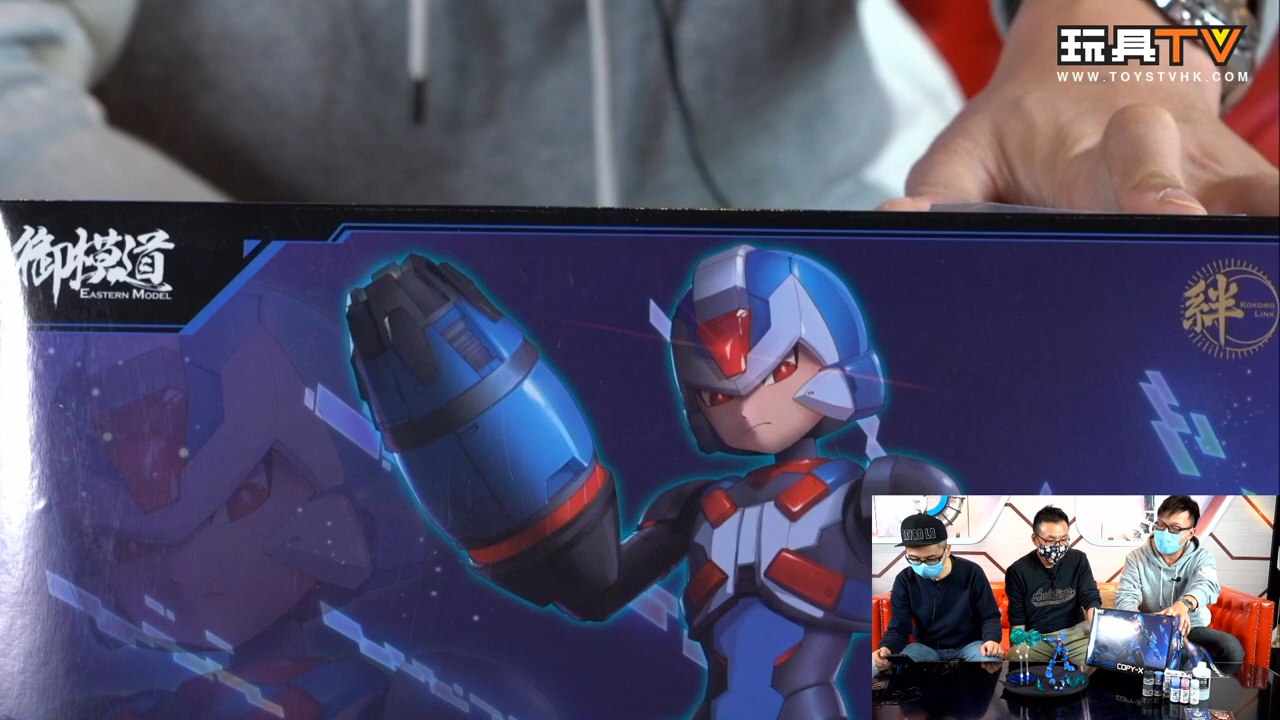 玩具TV
WWW.TOYSTVHK.COM
御模道
EASTERN MODEL
絆
KOKORO
LINK
COPY-X